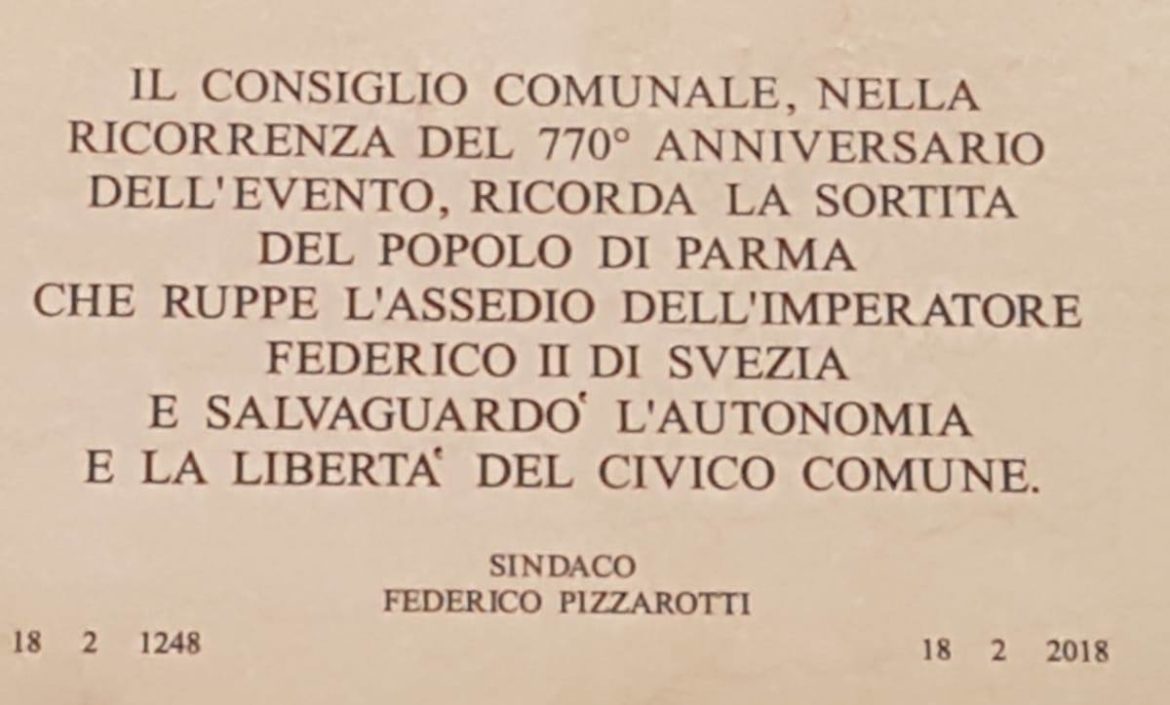 IL CONSIGLIO COMUNALE, NELLA
RICORRENZA DEL 770° ANNIVERSARIO
DELL'EVENTO, RICORDA LA SORTITA
DEL POPOLO DI PARMA
CHE RUPPE L'ASSEDIO DELL'IMPERATORE
FEDERICO II DI SVEZIA
E SALVAGUARDO‛ L'AUTONOMIA
E LA LIBERTA‛ DEL CIVICO COMUNE.
SINDACO
FEDERICO PIZZAROTTI
18 2 1248 18 2 2018